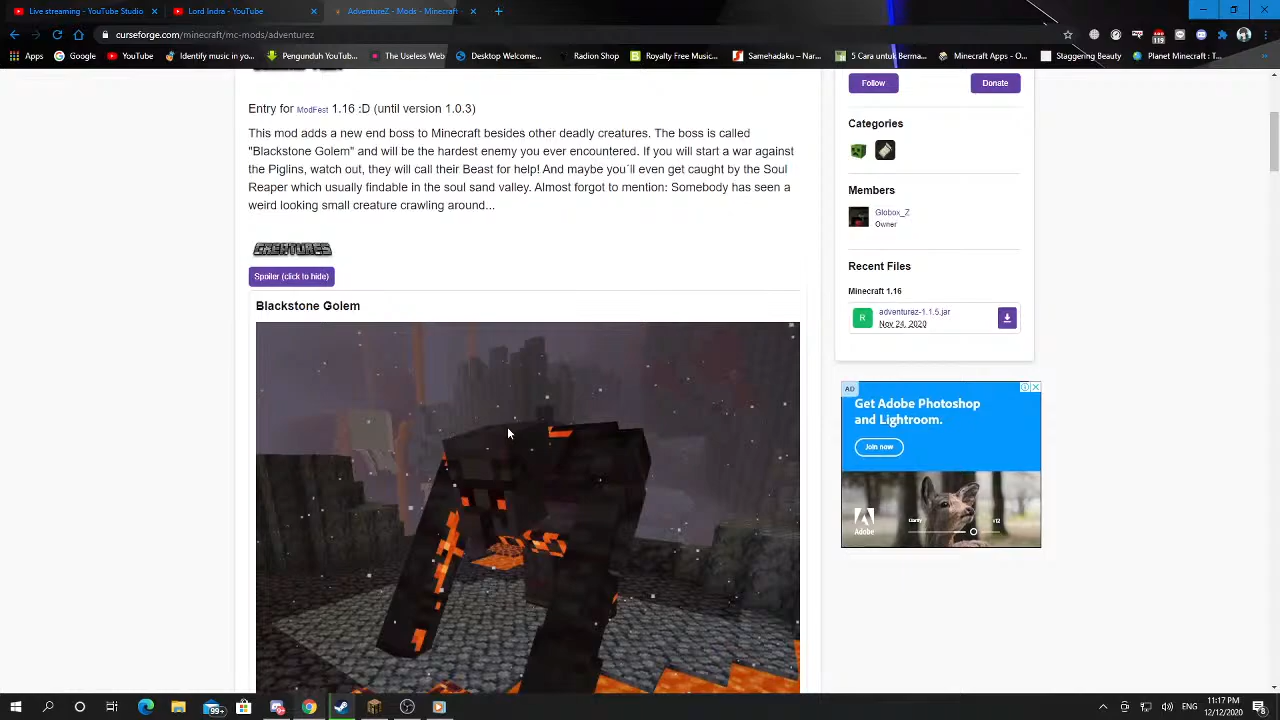 Live streaming - YouTube Studio
Lord Indra - YouTube
AdventureZ - Mods - Minecraft -
curseforge.com/minecraft/mc-mods/adventurez
Apps
Google
YouTube
Identify music in yo...
Pengunduh YouTub...
The Useless Web
Desktop Welcome...
Radion Shop
Royalty Free Music...
Samehadaku – Nar...
5 Cara untuk Berma...
Minecraft Apps - O...
Staggering Beauty
Planet Minecraft : T...
Entry for ModFest 1.16 :D (until version 1.0.3)
This mod adds a new end boss to Minecraft besides other deadly creatures. The boss is called
"Blackstone Golem" and will be the hardest enemy you ever encountered. If you will start a war against
the Piglins, watch out, they will call their Beast for help! And maybe you´ll even get caught by the Soul
Reaper which usually findable in the soul sand valley. Almost forgot to mention: Somebody has seen a
weird looking small creature crawling around...
CREATURES
Spoiler (click to hide)
Blackstone Golem
Follow
Donate
Categories
Members
Globox_Z
Owner
Recent Files
Minecraft 1.16
R
adventurez-1.1.5.jar
Nov 24, 2020
AD
Get Adobe Photoshop
and Lightroom.
Join now
Clarity
+12
Adobe
99+
ENG
11:17 PM
12/12/2020
8